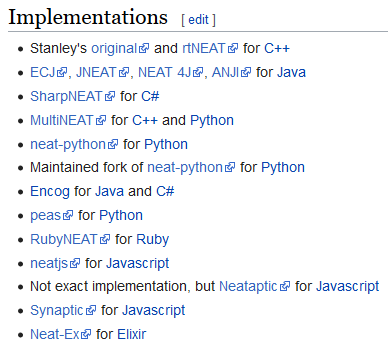 Implementations [ edit ]
Stanley's original and rtNEAT for C++
ECJ, JNEAT, NEAT 4J, ANJI for Java
SharpNEAT for C#
MultiNEAT for C++ and Python
neat-python for Python
Maintained fork of neat-python for Python
Encog for Java and C#
peas for Python
RubyNEAT for Ruby
neatjs for Javascript
Not exact implementation, but Neataptic for Javascript
Synaptic for Javascript
Neat-Ex for Elixir